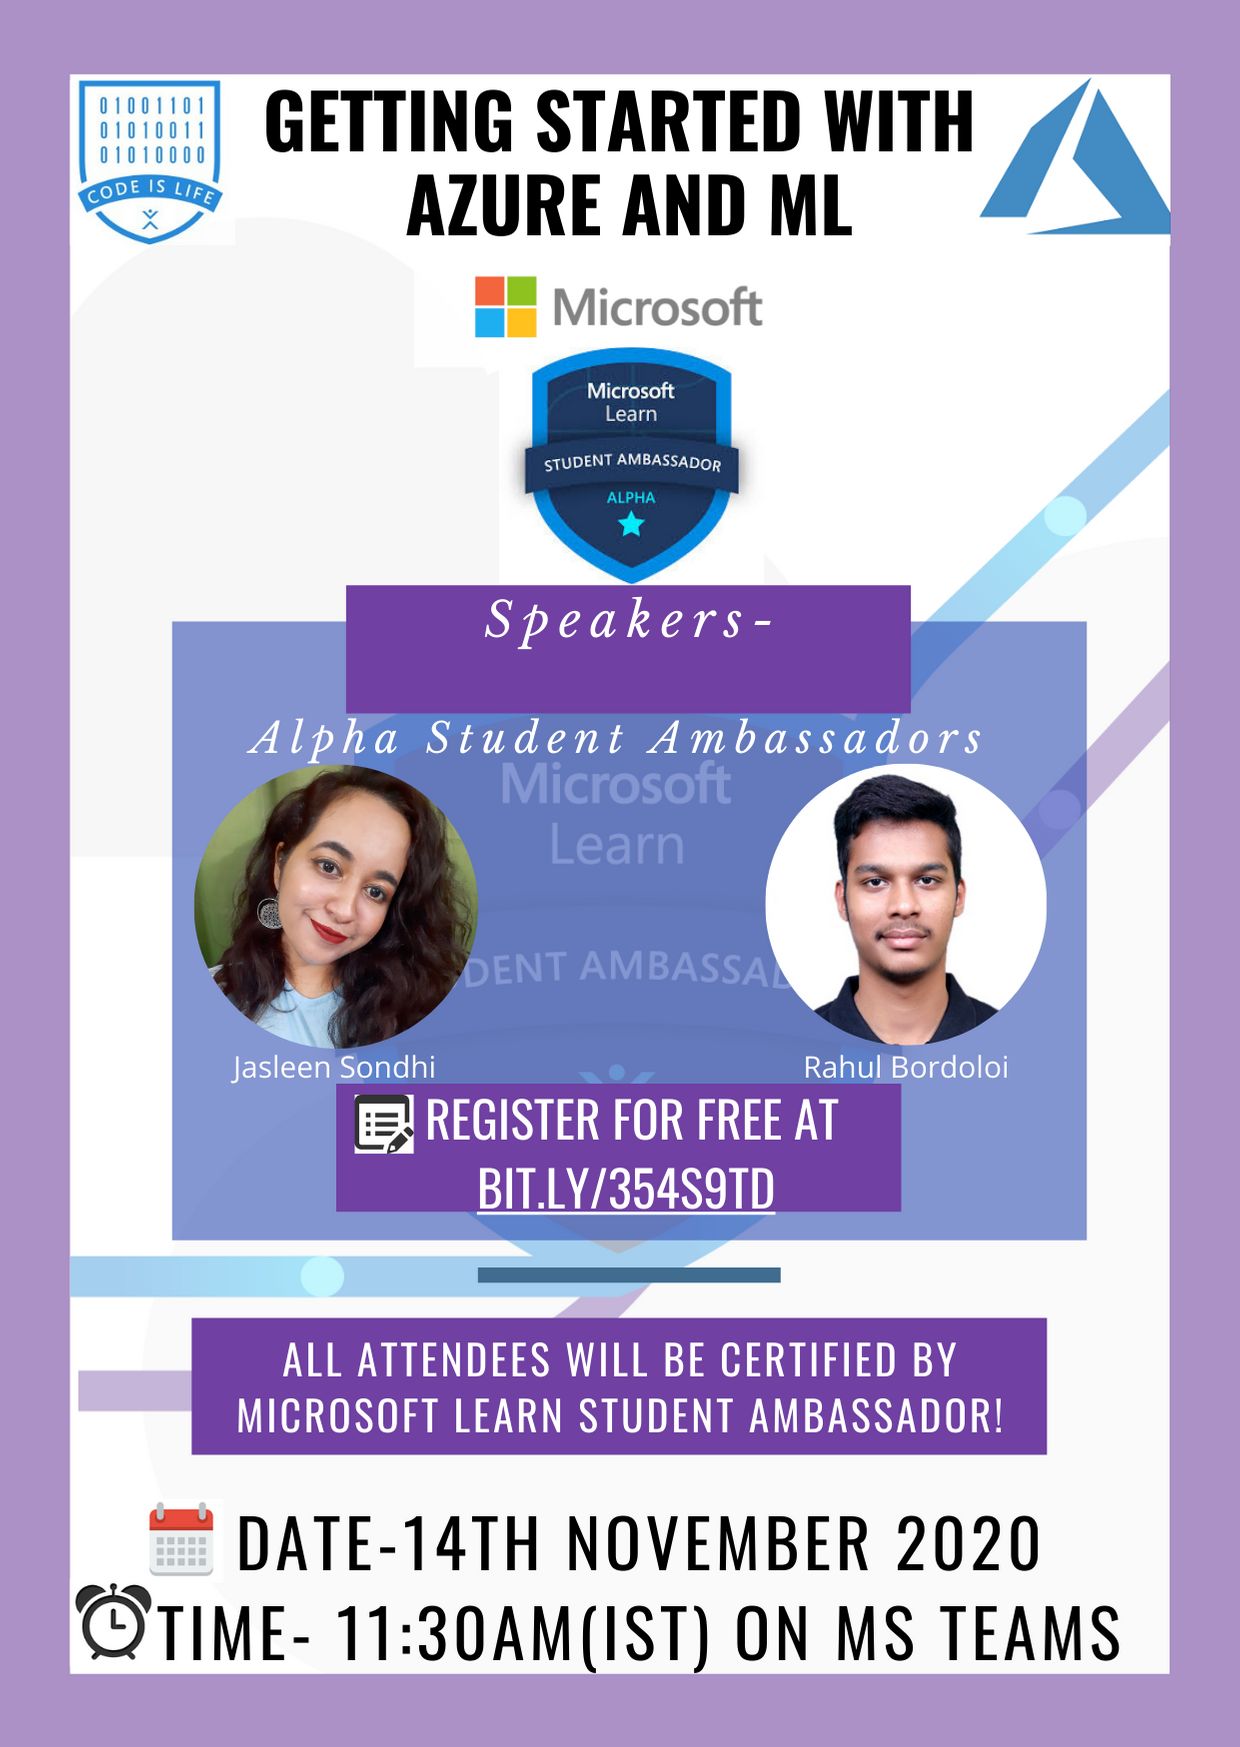 01001101
01010011
01010000
CODE IS LIFE
GETTING STARTED WITH
AZURE AND ML
Microsoft
Microsoft
Learn
STUDENT AMBASSADOR
ALPHA
Speakers-
Alpha Student Ambassadors
Microsoft
Learn
DENT AMBASSAD
Jasleen Sondhi
Rahul Bordoloi
REGISTER FOR FREE AT
BIT.LY/354S9TD
ALL ATTENDEES WILL BE CERTIFIED BY
MICROSOFT LEARN STUDENT AMBASSADOR!
DATE-14TH NOVEMBER 2020
TIME- 11:30AM(IST) ON MS TEAMS